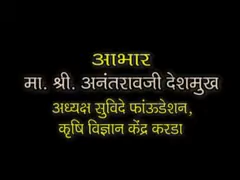 आभार
मा. श्री. अनंतरावजी देशमुख
अध्यक्ष सुविदे फांऊडेशन,
कृषि विज्ञान केंद्र करडा